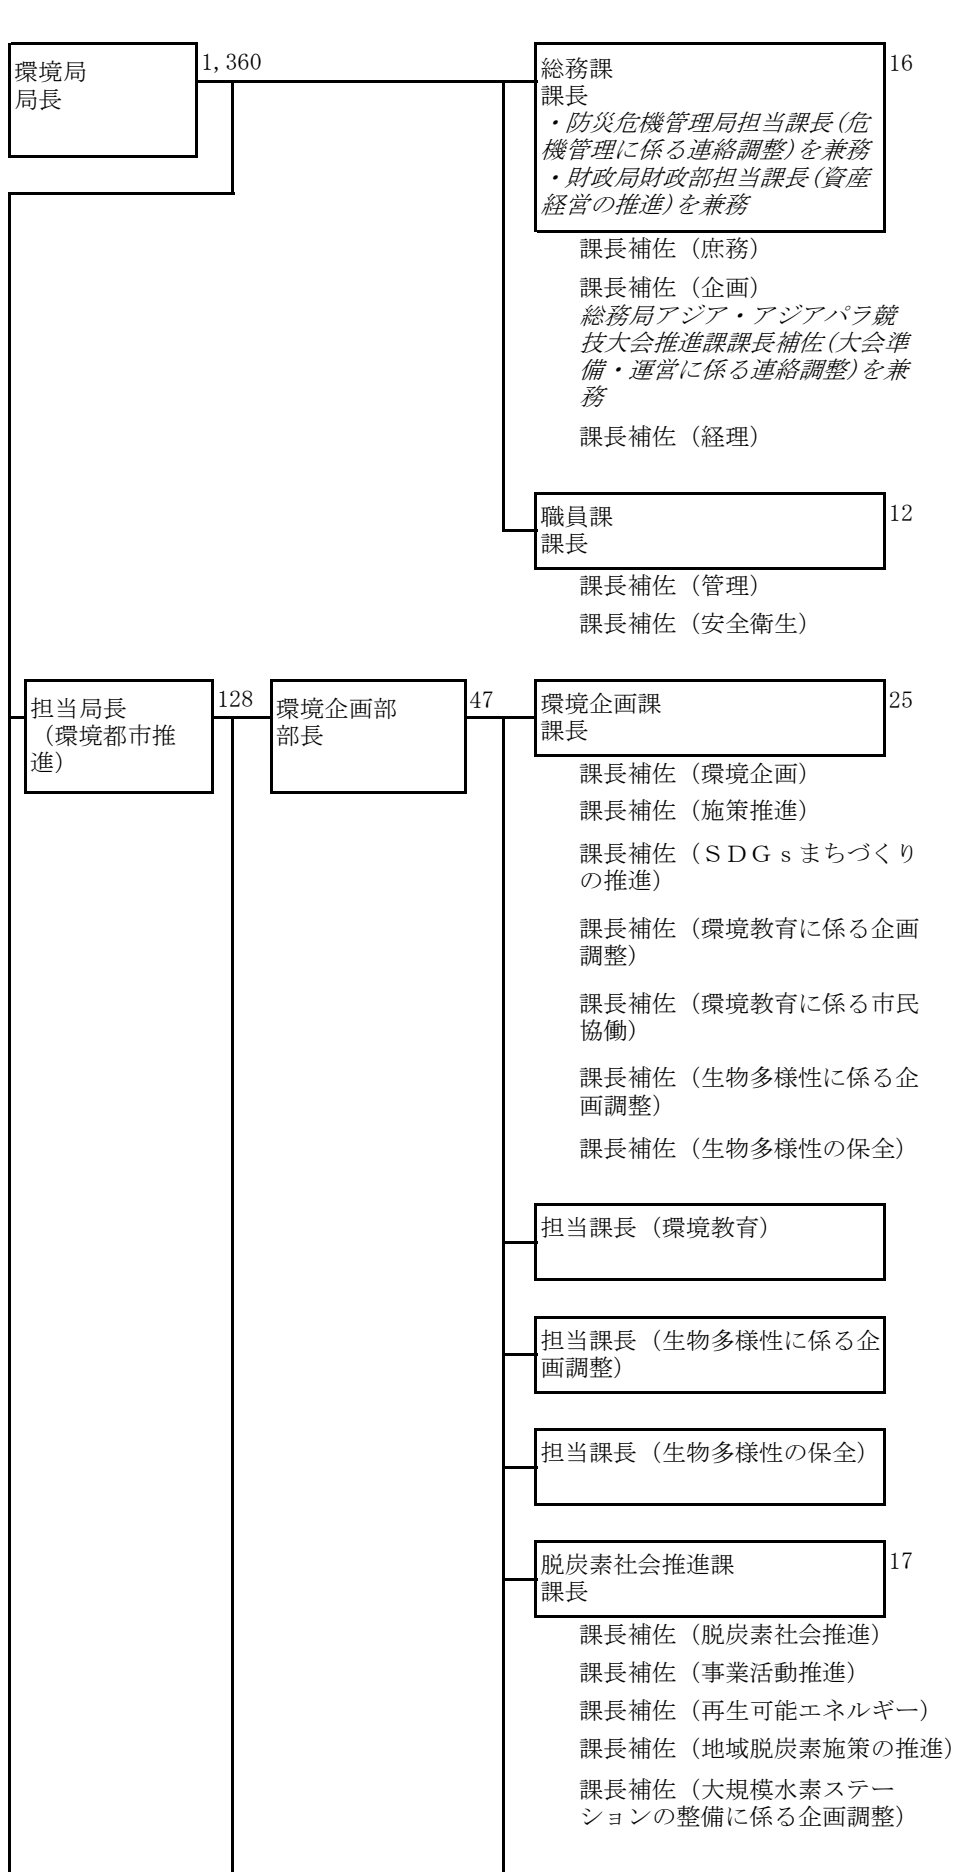 環境局
局長
1,360
総務課
課長
・防災危機管理局担当課長(危
機管理に係る連絡調整)を兼務
・財政局財政部担当課長(資産
経営の推進)を兼務
16
課長補佐（庶務）
課長補佐（企画）
総務局アジア・アジアパラ競
技大会推進課課長補佐(大会準
備・運営に係る連絡調整)を兼
務
課長補佐（経理）
職員課
課長
12
課長補佐（管理）
課長補佐（安全衛生）
担当局長
（環境都市推
進）
128
環境企画部
部長
47
環境企画課
課長
25
課長補佐（環境企画）
課長補佐（施策推進）
課長補佐（ＳＤＧｓまちづくり
の推進）
課長補佐（環境教育に係る企画
調整）
課長補佐（環境教育に係る市民
協働）
課長補佐（生物多様性に係る企
画調整）
課長補佐（生物多様性の保全）
担当課長（環境教育）
担当課長（生物多様性に係る企
画調整）
担当課長（生物多様性の保全）
脱炭素社会推進課
課長
17
課長補佐（脱炭素社会推進）
課長補佐（事業活動推進）
課長補佐（再生可能エネルギー）
課長補佐（地域脱炭素施策の推進）
課長補佐（大規模水素ステー
ションの整備に係る企画調整）